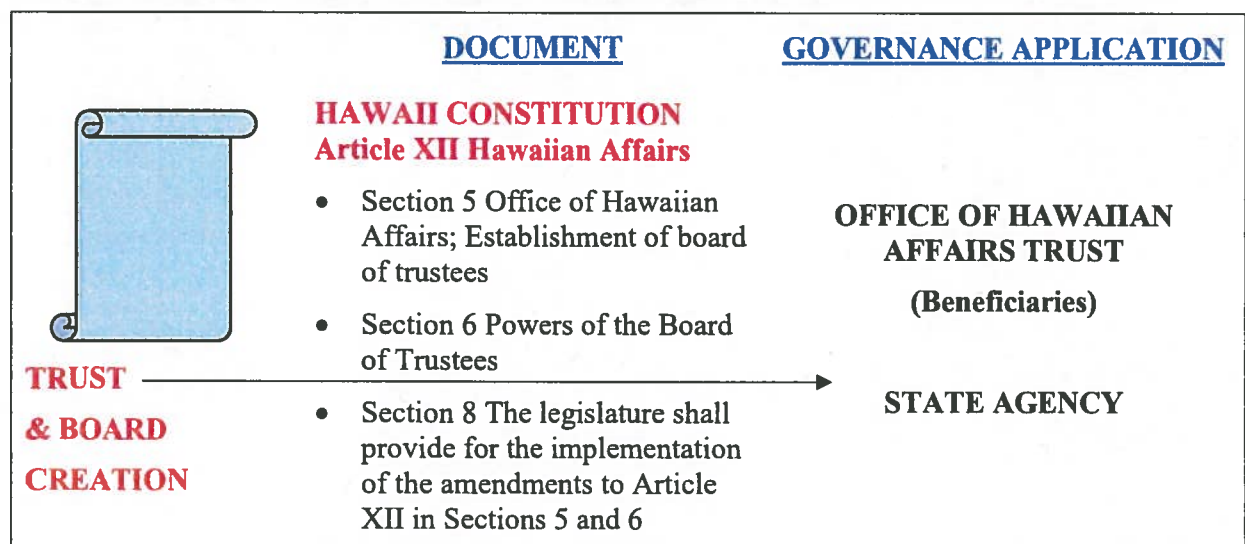 DOCUMENT
GOVERNANCE APPLICATION
HAWAII CONSTITUTION
Article XII Hawaiian Affairs
• Section 5 Office of Hawaiian
Affairs; Establishment of board
of trustees
• Section 6 Powers of the Board
of Trustees
• Section 8 The legislature shall
provide for the implementation
of the amendments to Article
XII in Sections 5 and 6
TRUST
& BOARD
CREATION
OFFICE OF HAWAIIAN
AFFAIRS TRUST
(Beneficiaries)
STATE AGENCY